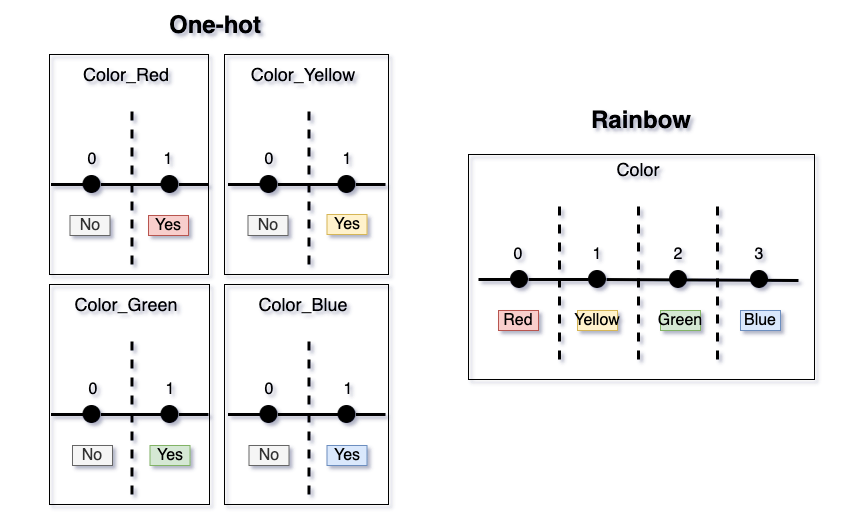 One-hot
Color_Red
0 1
No Yes
Color_Yellow
0 1
No Yes
Color_Green
0 1
No Yes
Color_Blue
0 1
No Yes
Rainbow
Color
0 1 2 3
Red Yellow Green Blue